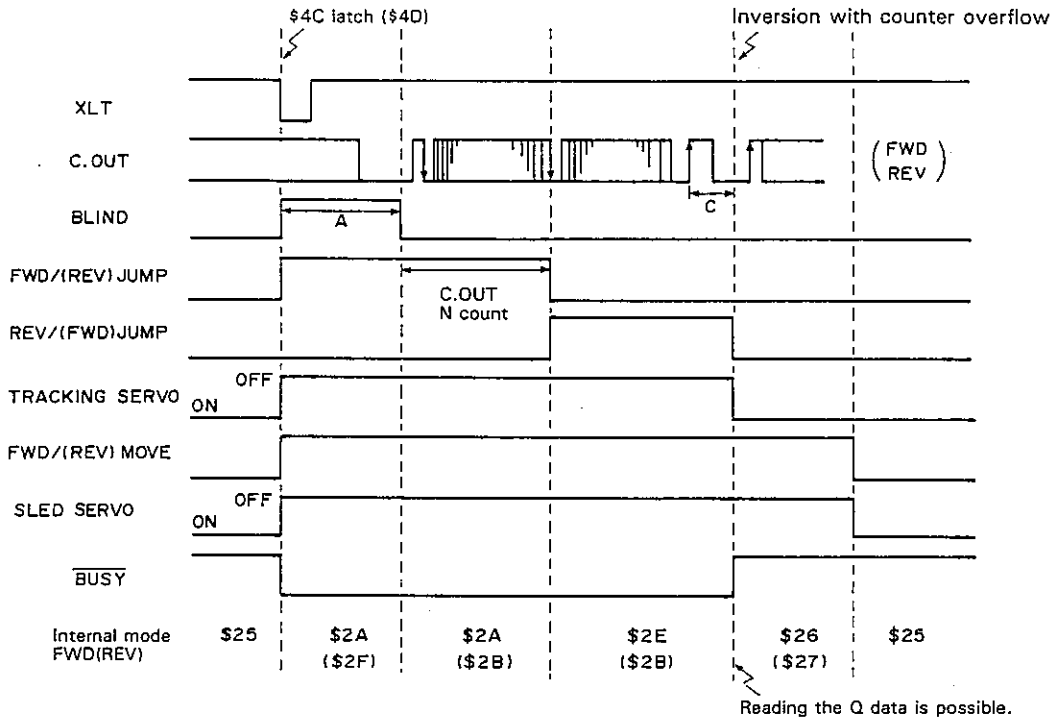 $4C latch ($4D)
Inversion with counter overflow
XLT
C.OUT
(FWD
REV)
BLIND
A
C
FWD/(REV) JUMP
C.OUT
N count
REV/(FWD)JUMP
OFF
TRACKING SERVO
ON
FWD/(REV) MOVE
OFF
SLED SERVO
ON
BUSY
Internal mode
FWD(REV)
$25 $2A $2A $2E $26 $25
($2F) ($2B) ($2B) ($27)
Reading the Q data is possible.